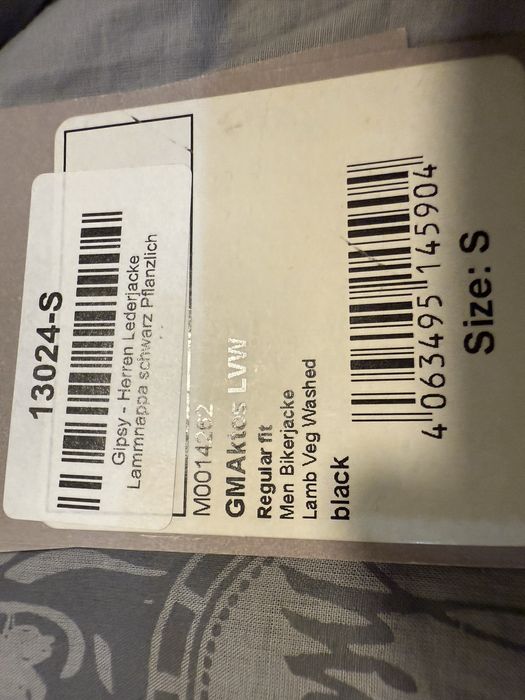 13024-S
Gipsy - Herren Lederjacke
Lammnappa schwarz Pflanzlich
M0014262
GMAktos LVW
Regular fit
Men Bikerjacke
Lamb Veg Washed
black
4 063495 145904
Size: S